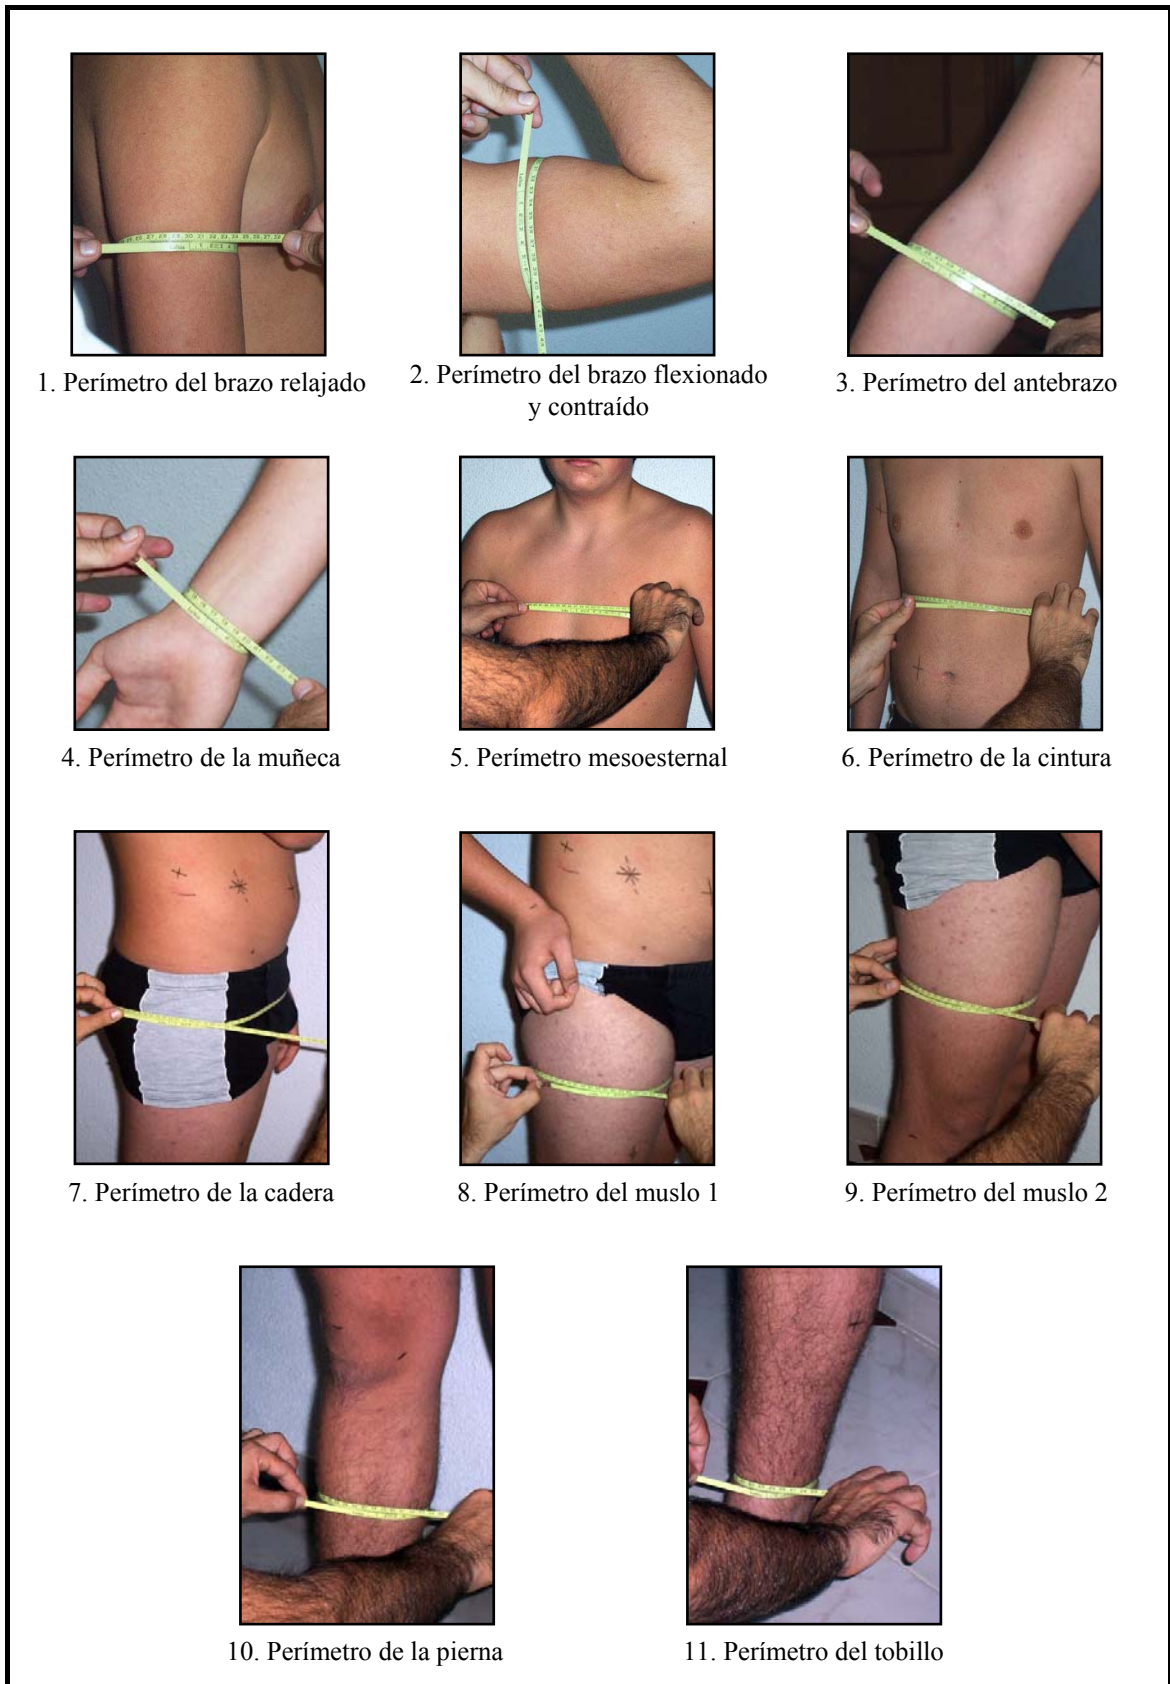 1. Perímetro del brazo relajado
2. Perímetro del brazo flexionado
y contraído
3. Perímetro del antebrazo
4. Perímetro de la muñeca
5. Perímetro mesoesternal
6. Perímetro de la cintura
7. Perímetro de la cadera
8. Perímetro del muslo 1
9. Perímetro del muslo 2
10. Perímetro de la pierna
11. Perímetro del tobillo